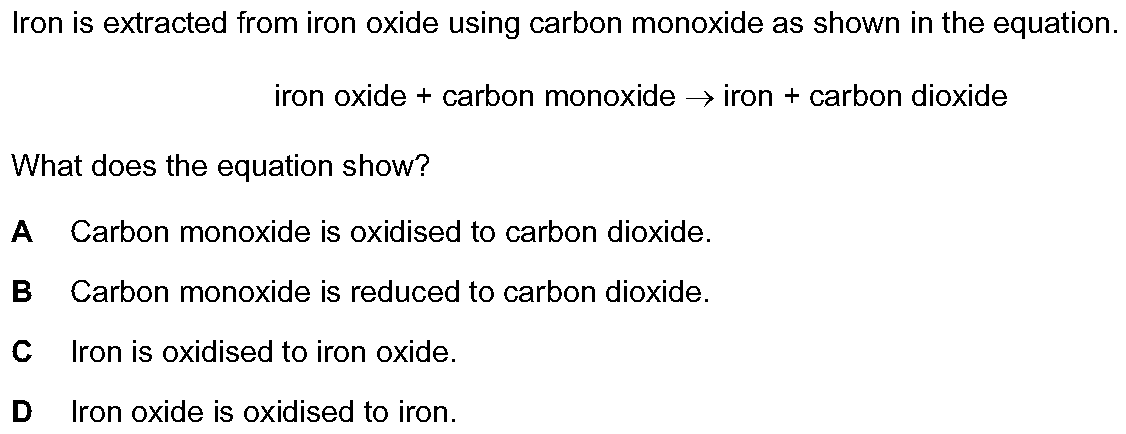 Iron is extracted from iron oxide using carbon monoxide as shown in the equation.
iron oxide + carbon monoxide → iron + carbon dioxide
What does the equation show?
A Carbon monoxide is oxidised to carbon dioxide.
B Carbon monoxide is reduced to carbon dioxide.
C Iron is oxidised to iron oxide.
D Iron oxide is oxidised to iron.